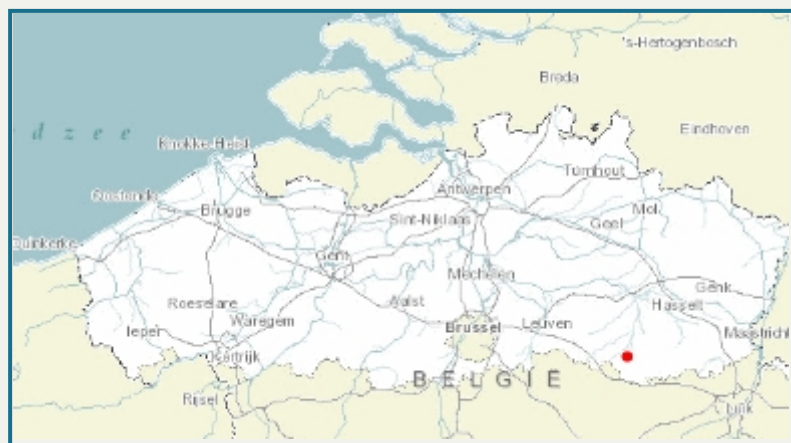 's-Hertogenbosch
Breda
d z e e
Eindhoven
Knokke-Heist
Turnhout
Antwerpen
Oostende
Mol
Brugge
Sint-Niklaas
Geel
Duinkerke
Gent
Mechelen
Genk
Roeselare
Aalst
Hasselt
Waregem
Ieper
Brussel
Leuven
Maastricht
Kortrijk
BELGIË
Rijsel
Luik